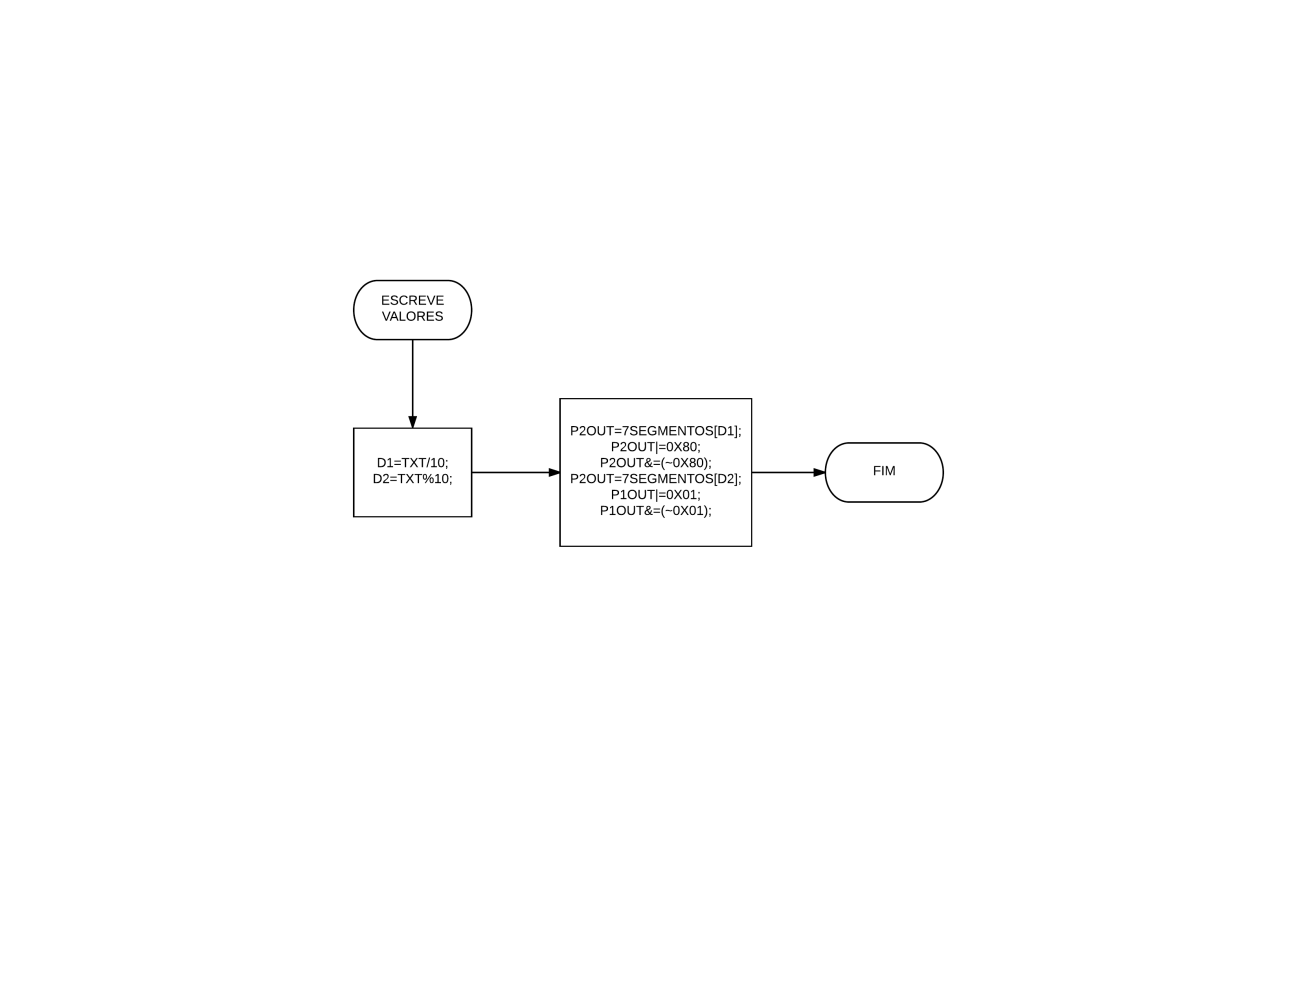 ESCREVE
VALORES
D1=TXT/10;
D2=TXT%10;
P2OUT=7SEGMENTOS[D1];
P2OUT|=0X80;
P2OUT&=(~0X80);
P2OUT=7SEGMENTOS[D2];
P1OUT|=0X01;
P1OUT&=(~0X01);
FIM